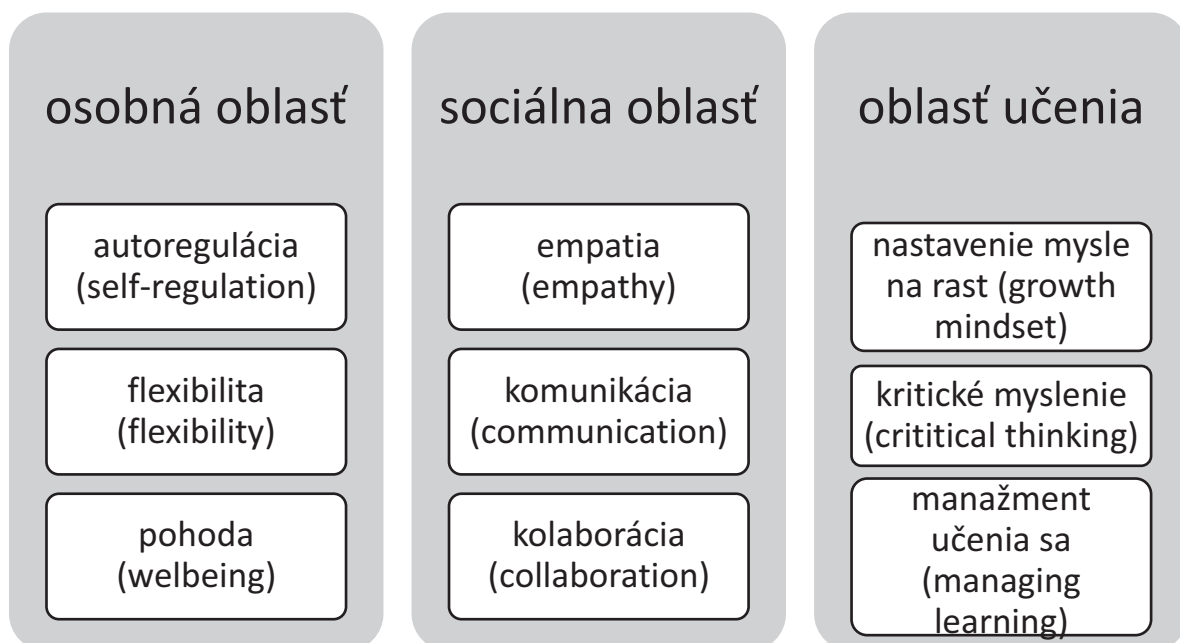 osobná oblasť
autoregulácia
(self-regulation)
flexibilita
(flexibility)
pohoda
(welbeing)
sociálna oblasť
empatia
(empathy)
komunikácia
(communication)
kolaborácia
(collaboration)
oblasť učenia
nastavenie mysle
na rast (growth
mindset)
kritické myslenie
(crititical thinking)
manažment
učenia sa
(managing
learning)